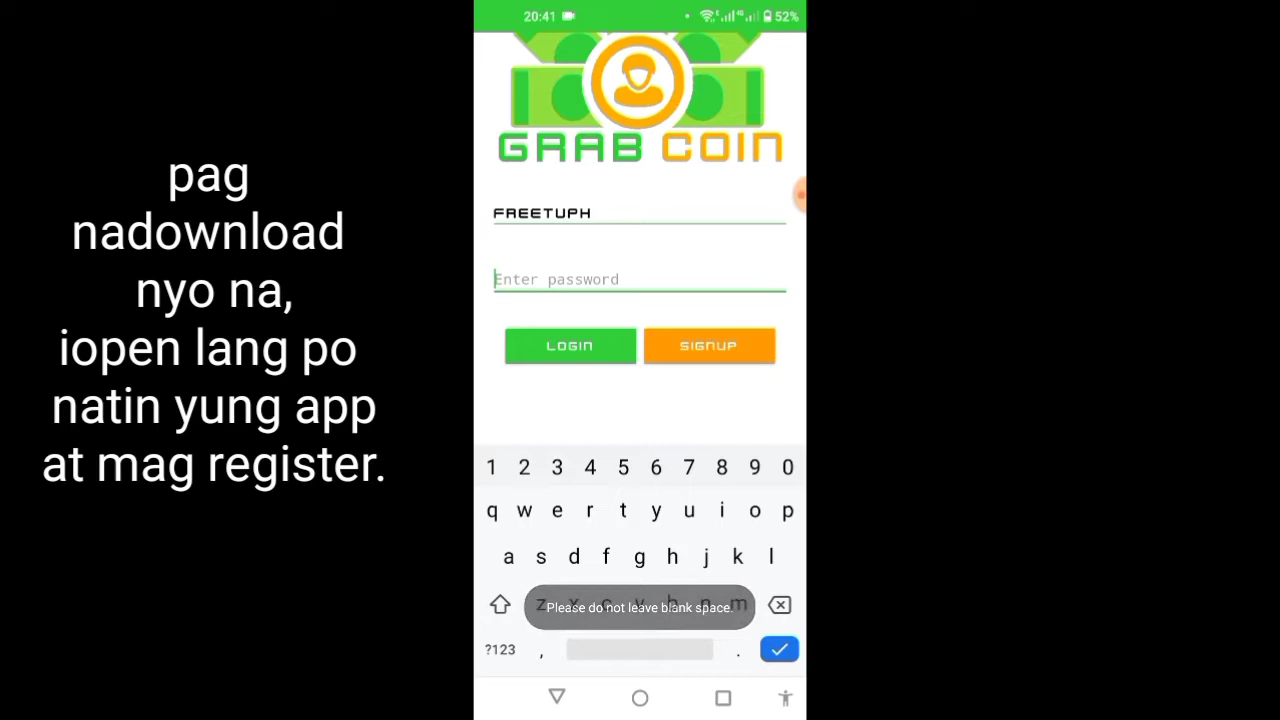 pag
nadownload
nyo na,
iopen lang po
natin yung app
at mag register.
20:41
4G
52%
GRAB COIN
FREETUPH
Enter password
LOGIN
SIGNUP
1 2 3 4 5 6 7 8 9 0
q w e r t y u i o p
a s d f g h j k l
z x c v b n m
Please do not leave blank space.
?123 , .